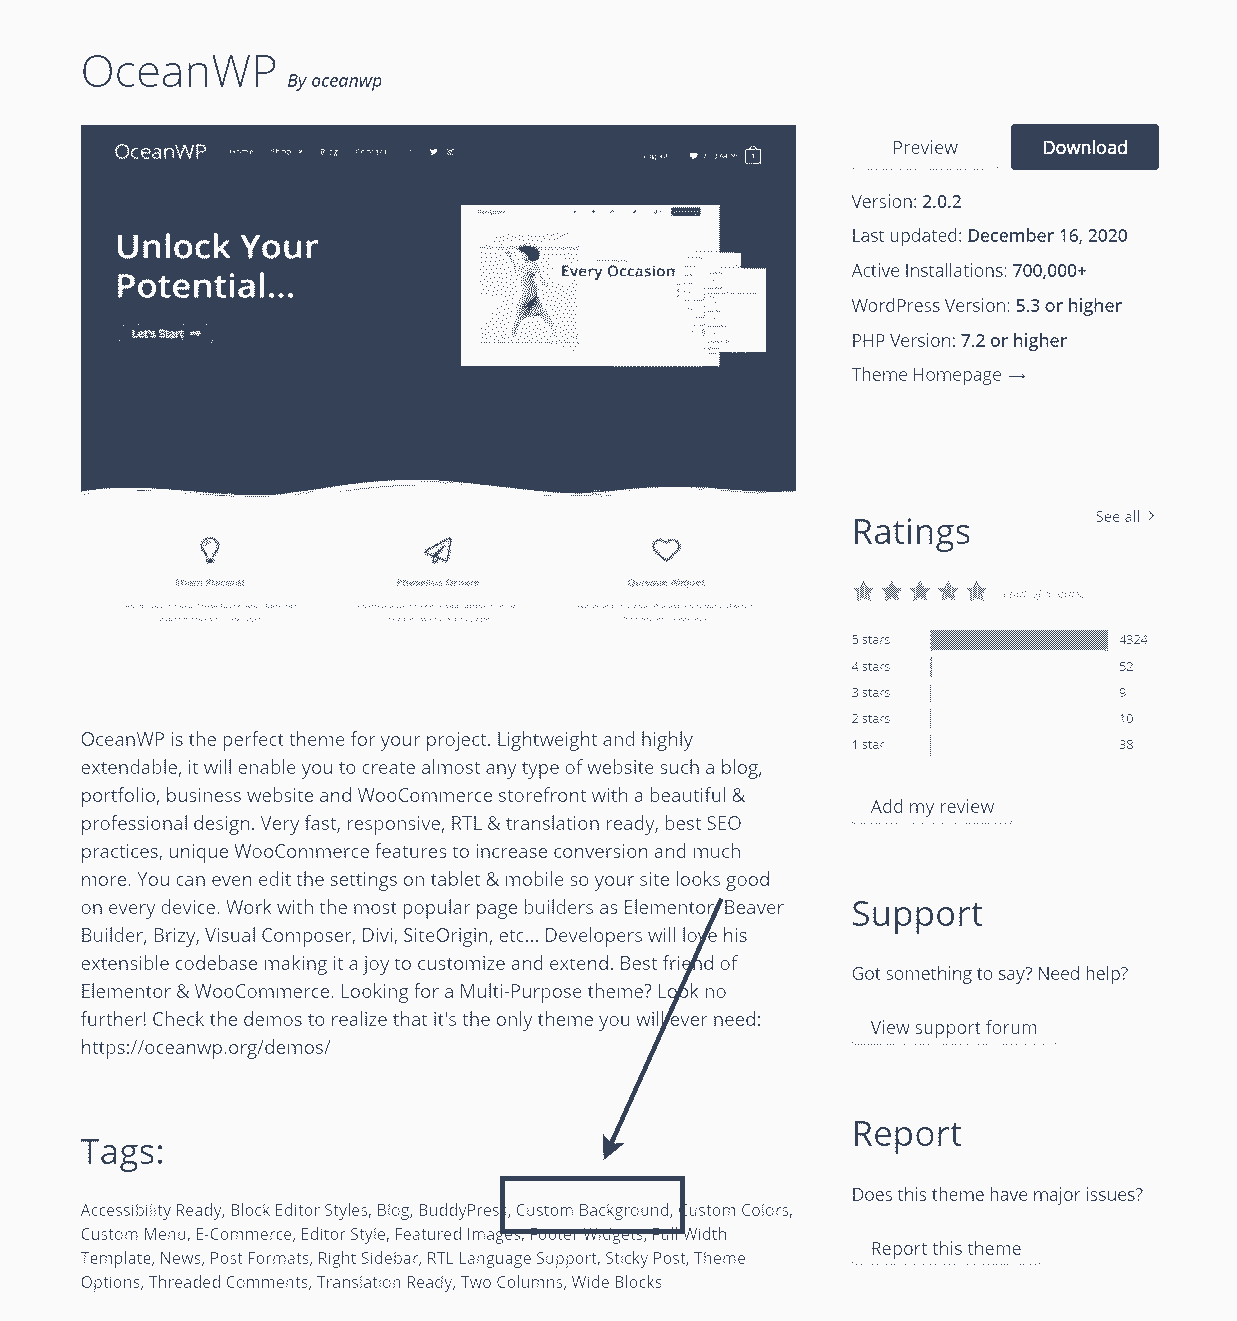 OceanWP By oceanwp
OceanWP Home Shop Blog Contact
Unlock Your
Potential...
Let's Start
Every Occasion
Preview
Download
Version: 2.0.2
Last updated: December 16, 2020
Active Installations: 700,000+
WordPress Version: 5.3 or higher
PHP Version: 7.2 or higher
Theme Homepage →
Ratings
See all >
5 stars 4324
4 stars 52
3 stars 9
2 stars 10
1 star 38
Add my review
OceanWP is the perfect theme for your project. Lightweight and highly
extendable, it will enable you to create almost any type of website such a blog,
portfolio, business website and WooCommerce storefront with a beautiful &
professional design. Very fast, responsive, RTL & translation ready, best SEO
practices, unique WooCommerce features to increase conversion and much
more. You can even edit the settings on tablet & mobile so your site looks good
on every device. Work with the most popular page builders as Elementor, Beaver
Builder, Brizy, Visual Composer, Divi, SiteOrigin, etc... Developers will love his
extensible codebase making it a joy to customize and extend. Best friend of
Elementor & WooCommerce. Looking for a Multi-Purpose theme? Look no
further! Check the demos to realize that it's the only theme you will ever need:
https://oceanwp.org/demos/
Support
Got something to say? Need help?
View support forum
Tags:
Accessibility Ready, Block Editor Styles, Blog, BuddyPress, Custom Background, Custom Colors,
Custom Menu, E-Commerce, Editor Style, Featured Images, Footer Widgets, Full Width
Template, News, Post Formats, Right Sidebar, RTL Language Support, Sticky Post, Theme
Options, Threaded Comments, Translation Ready, Two Columns, Wide Blocks
Report
Does this theme have major issues?
Report this theme